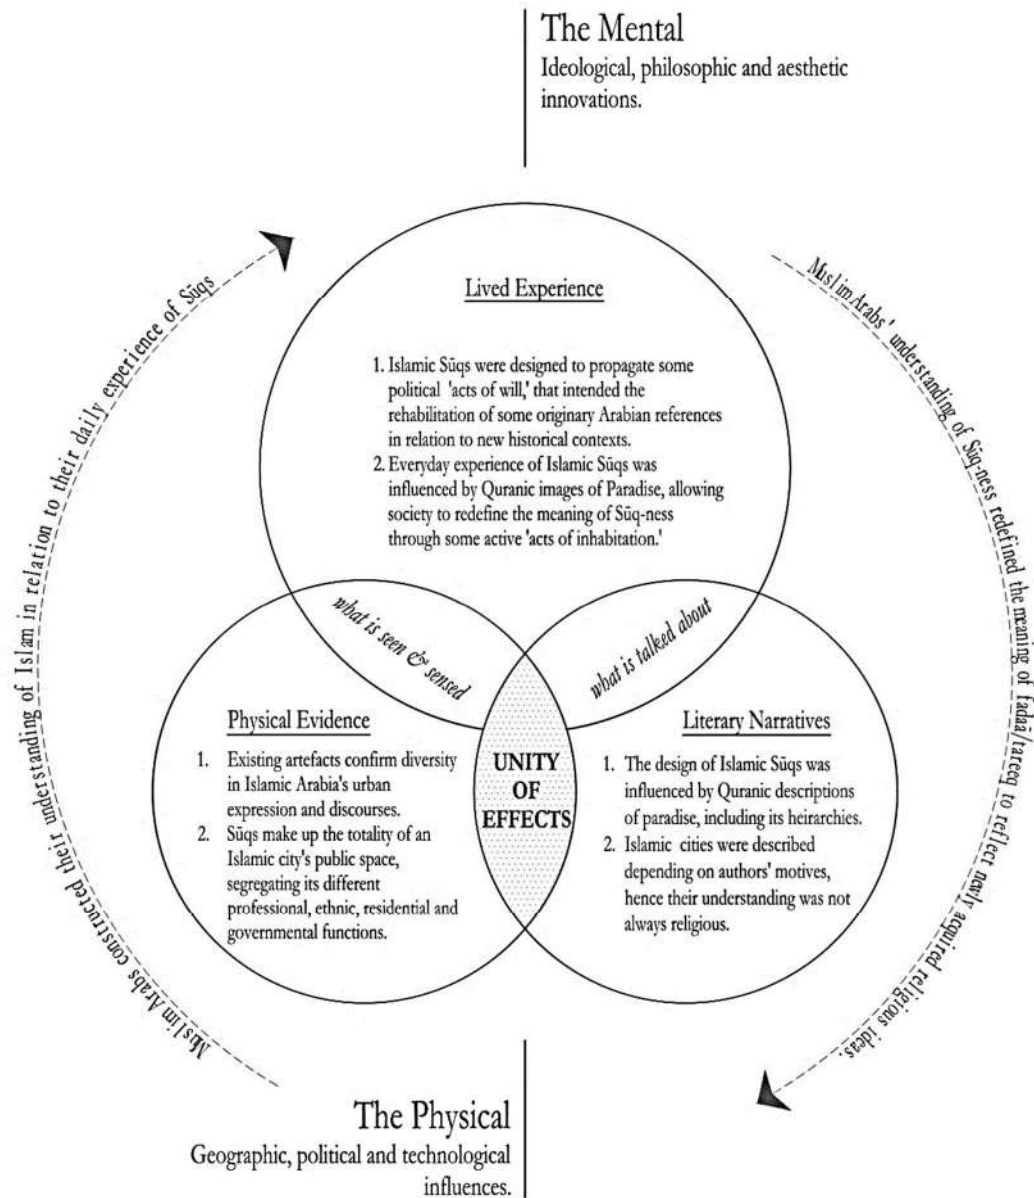 The Mental
Ideological, philosophic and aesthetic
innovations.
Muslim Arabs constructed their understanding of Islam in relation to their daily experience of Sūqs
Muslim Arabs' understanding of Sūq-ness redefined the meaning of fadaā/tareeq to reflect newly acquired religious ideas.
Lived Experience
1. Islamic Sūqs were designed to propagate some
political 'acts of will,' that intended the
rehabilitation of some originary Arabian references
in relation to new historical contexts.
2. Everyday experience of Islamic Sūqs was
influenced by Quranic images of Paradise, allowing
society to redefine the meaning of Sūq-ness
through some active 'acts of inhabitation.'
what is seen & sensed
what is talked about
Physical Evidence
1. Existing artefacts confirm diversity
in Islamic Arabia's urban
expression and discourses.
2. Sūqs make up the totality of an
Islamic city's public space,
segregating its different
professional, ethnic, residential and
governmental functions.
UNITY
OF
EFFECTS
Literary Narratives
1. The design of Islamic Sūqs was
influenced by Quranic descriptions
of paradise, including its heirarchies.
2. Islamic cities were described
depending on authors' motives,
hence their understanding was not
always religious.
The Physical
Geographic, political and technological
influences.